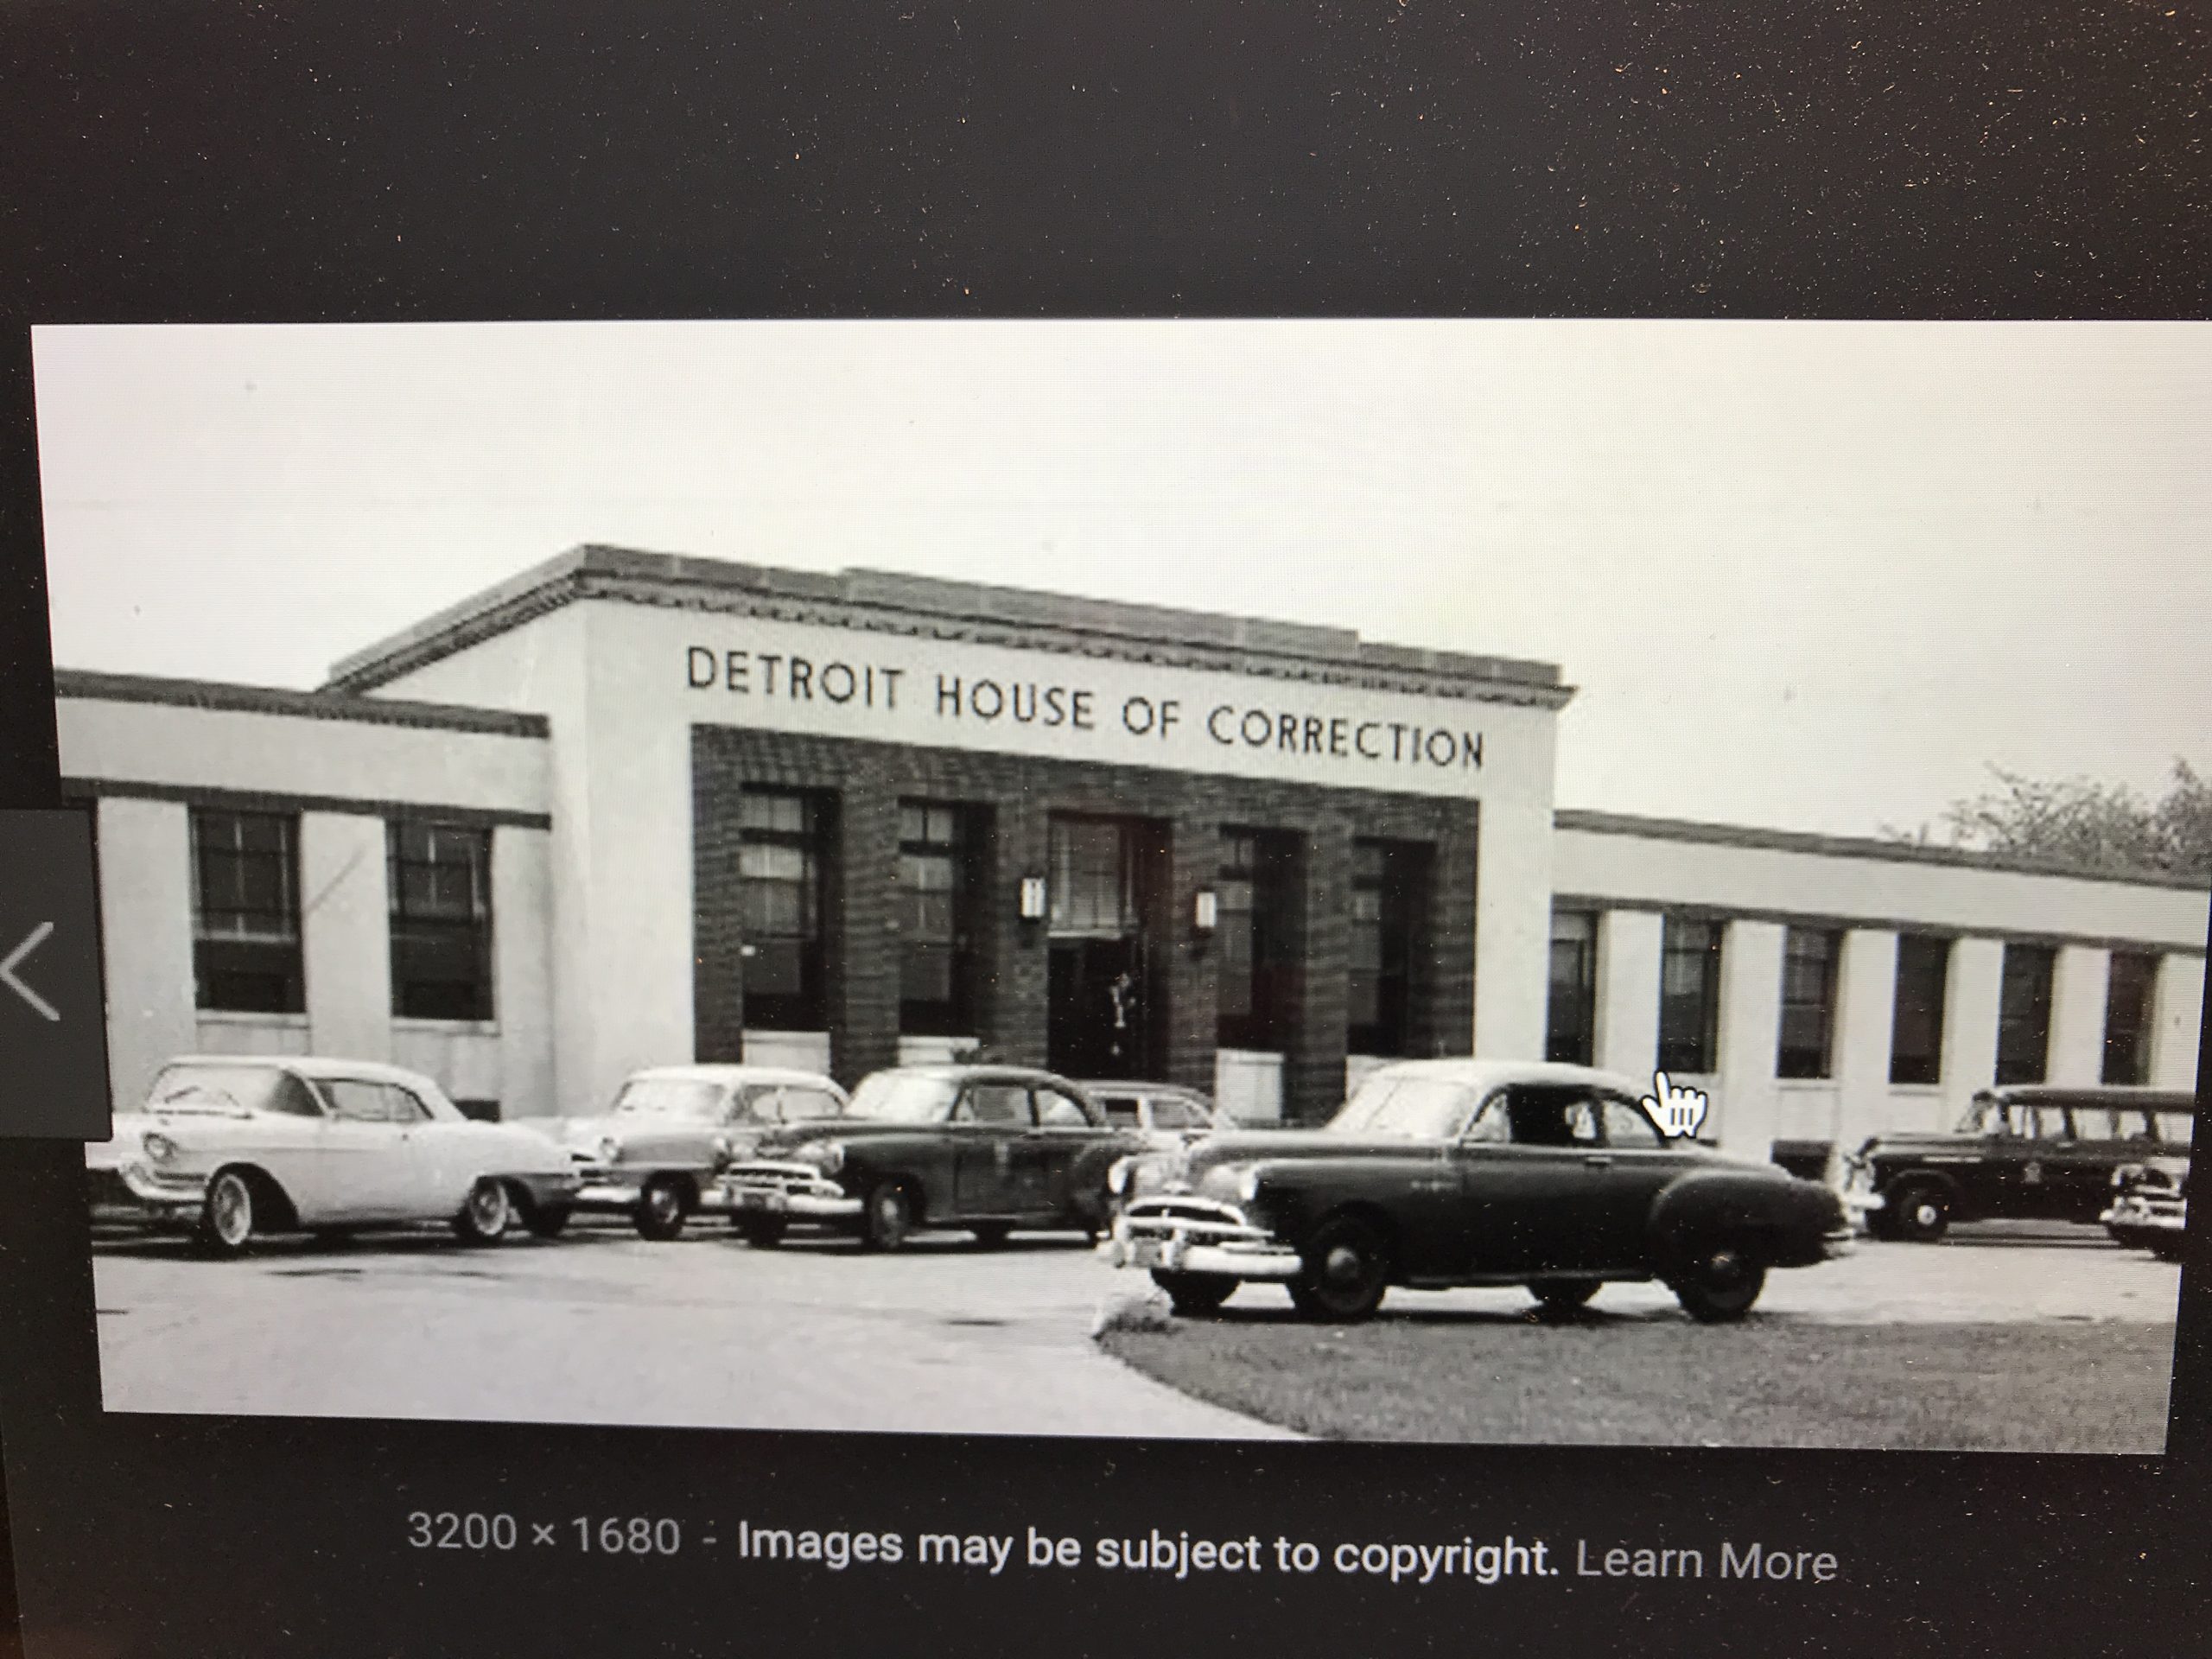 DETROIT HOUSE OF CORRECTION
3200 × 1680 - Images may be subject to copyright. Learn More